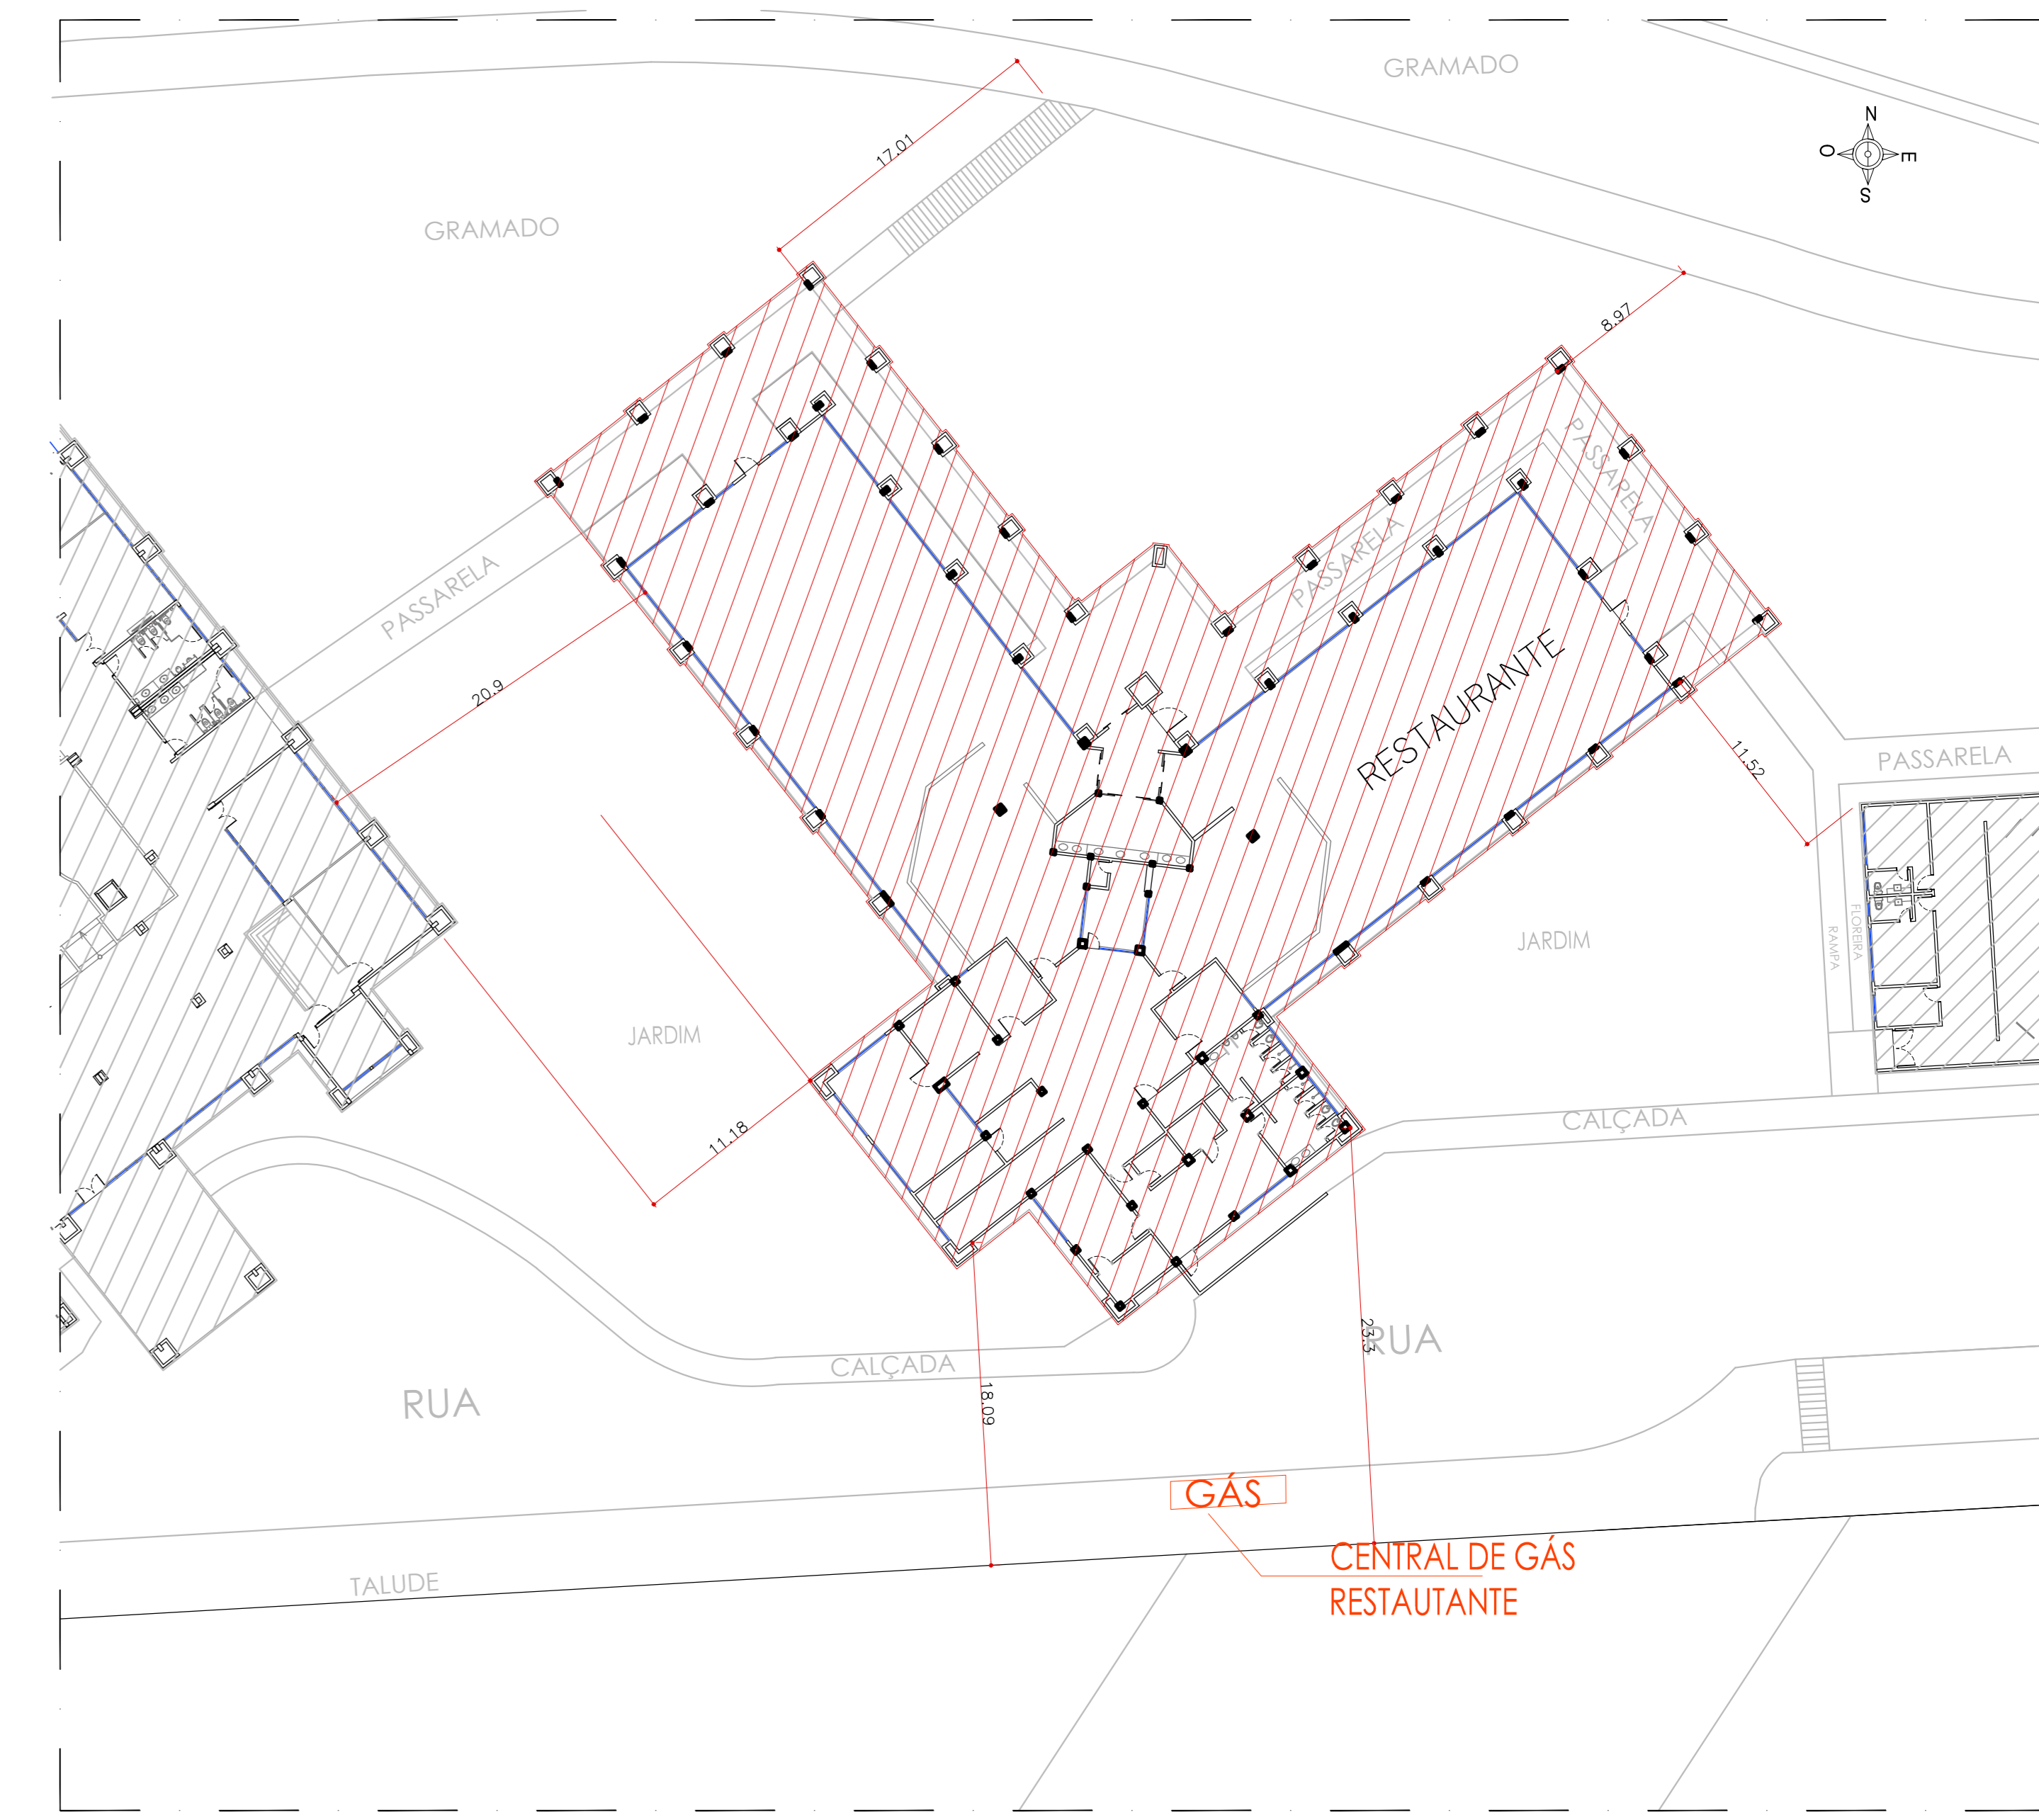 GRAMADO
N
O
E
S
17.01
GRAMADO
8.97
PASSARELA
PASSARELA
PASSARELA
20.9
RESTAURANTE
11.52
PASSARELA
FLOREIRA
RAMPA
JARDIM
JARDIM
11.18
CALÇADA
23.3
RUA
CALÇADA
18.09
RUA
GÁS
CENTRAL DE GÁS
RESTAUTANTE
TALUDE